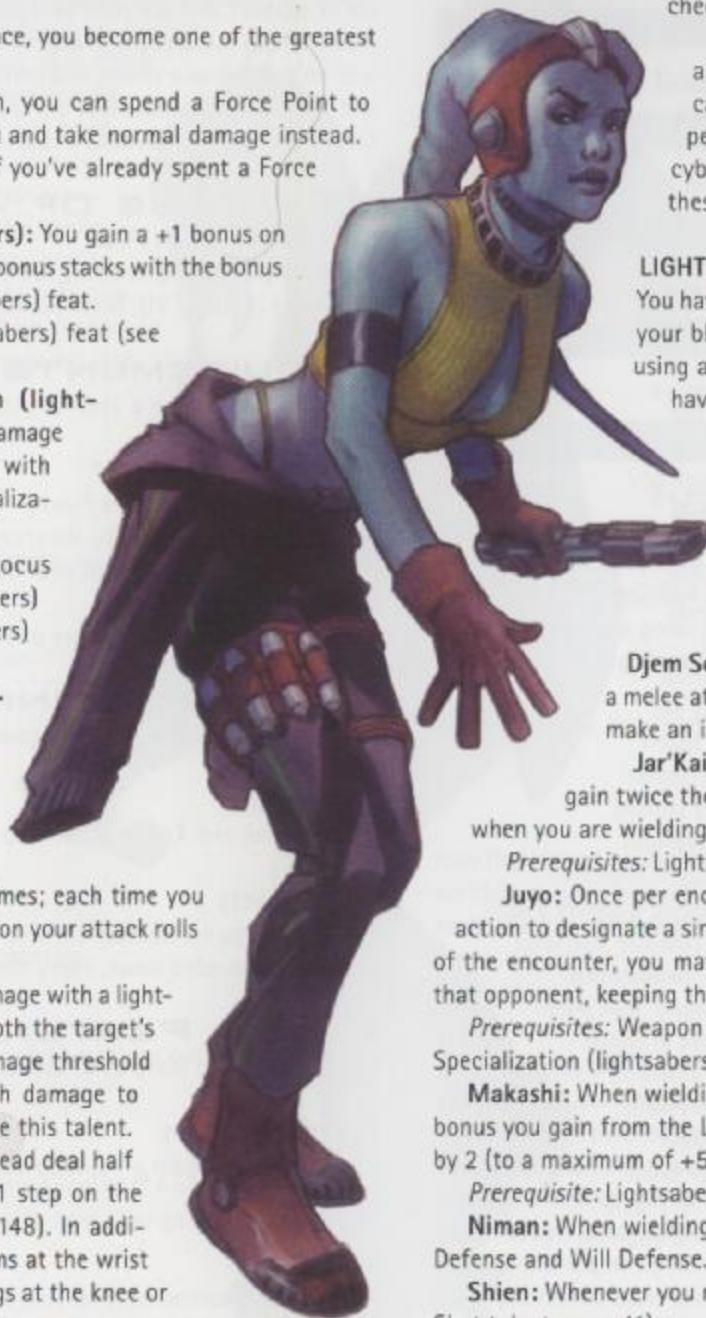 ce, you become one of the greatest
, you can spend a Force Point to
and take normal damage instead.
f you've already spent a Force
rs): You gain a +1 bonus on
bonus stacks with the bonus
bers) feat.
abers) feat (see
(light-
amage
with
aliza-
ocus
ers)
ers)
mes; each time you
on your attack rolls
mage with a light-
oth the target's
mage threshold
h damage to
e this talent.
ead deal half
1 step on the
148). In addi-
ms at the wrist
gs at the knee or
chec
a
ca
pe
cyb
thes
LIGHT
You hav
your bl
using a
hav
Djem So
a melee at
make an i
Jar'Kai
gain twice the
when you are wielding
Prerequisites: Light
Juyo: Once per enc
action to designate a sin
of the encounter, you ma
that opponent, keeping th
Prerequisites: Weapon
Specialization (lightsabers
Makashi: When wieldi
bonus you gain from the L
by 2 (to a maximum of +5
Prerequisite: Lightsabe
Niman: When wielding
Defense and Will Defense.
Shien: Whenever you r